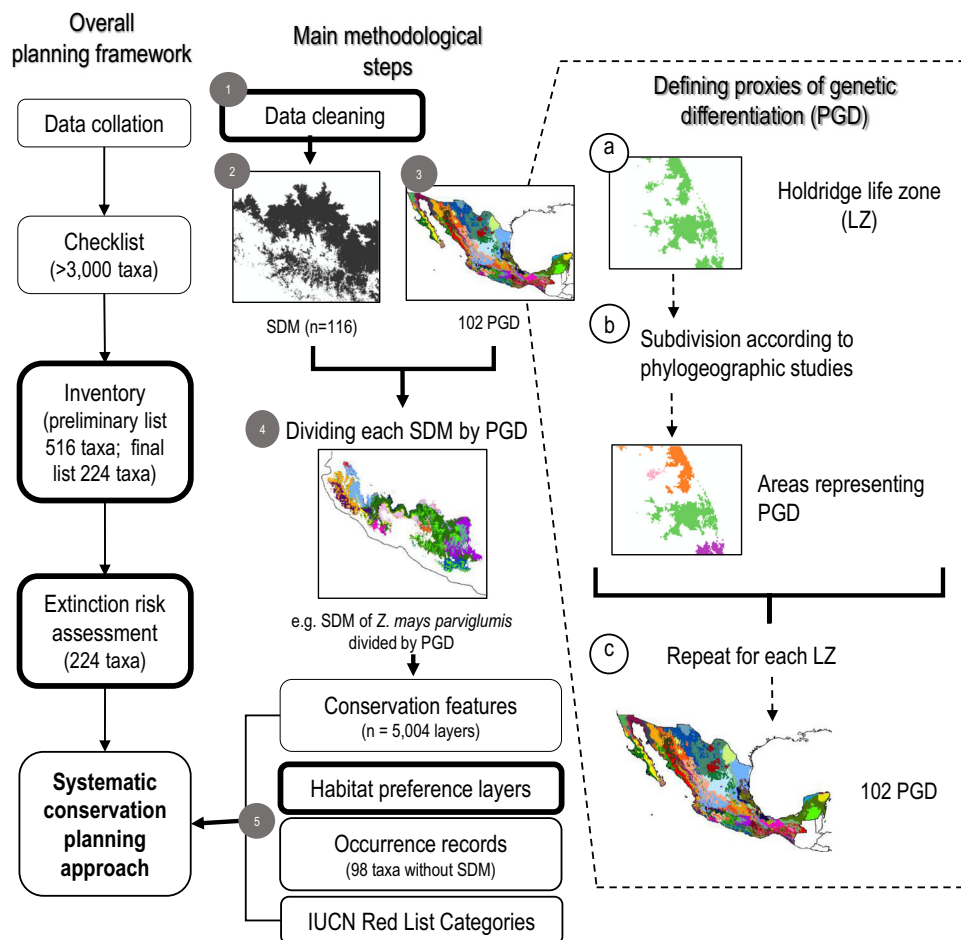 Overall
planning framework
Data collation
Checklist
(>3,000 taxa)
Inventory
(preliminary list
516 taxa; final
list 224 taxa)
Extinction risk
assessment
(224 taxa)
Systematic
conservation
planning
approach
Main methodological
steps
1
Data cleaning
2
3
SDM (n=116)
102 PGD
4
Dividing each SDM by PGD
e.g. SDM of Z. mays parviglumis
divided by PGD
Conservation features
(n = 5,004 layers)
Habitat preference layers
5
Occurrence records
(98 taxa without SDM)
IUCN Red List Categories
Defining proxies of genetic
differentiation (PGD)
a
Holdridge life zone
(LZ)
b
Subdivision according to
phylogeographic studies
Areas representing
PGD
c
Repeat for each LZ
102 PGD